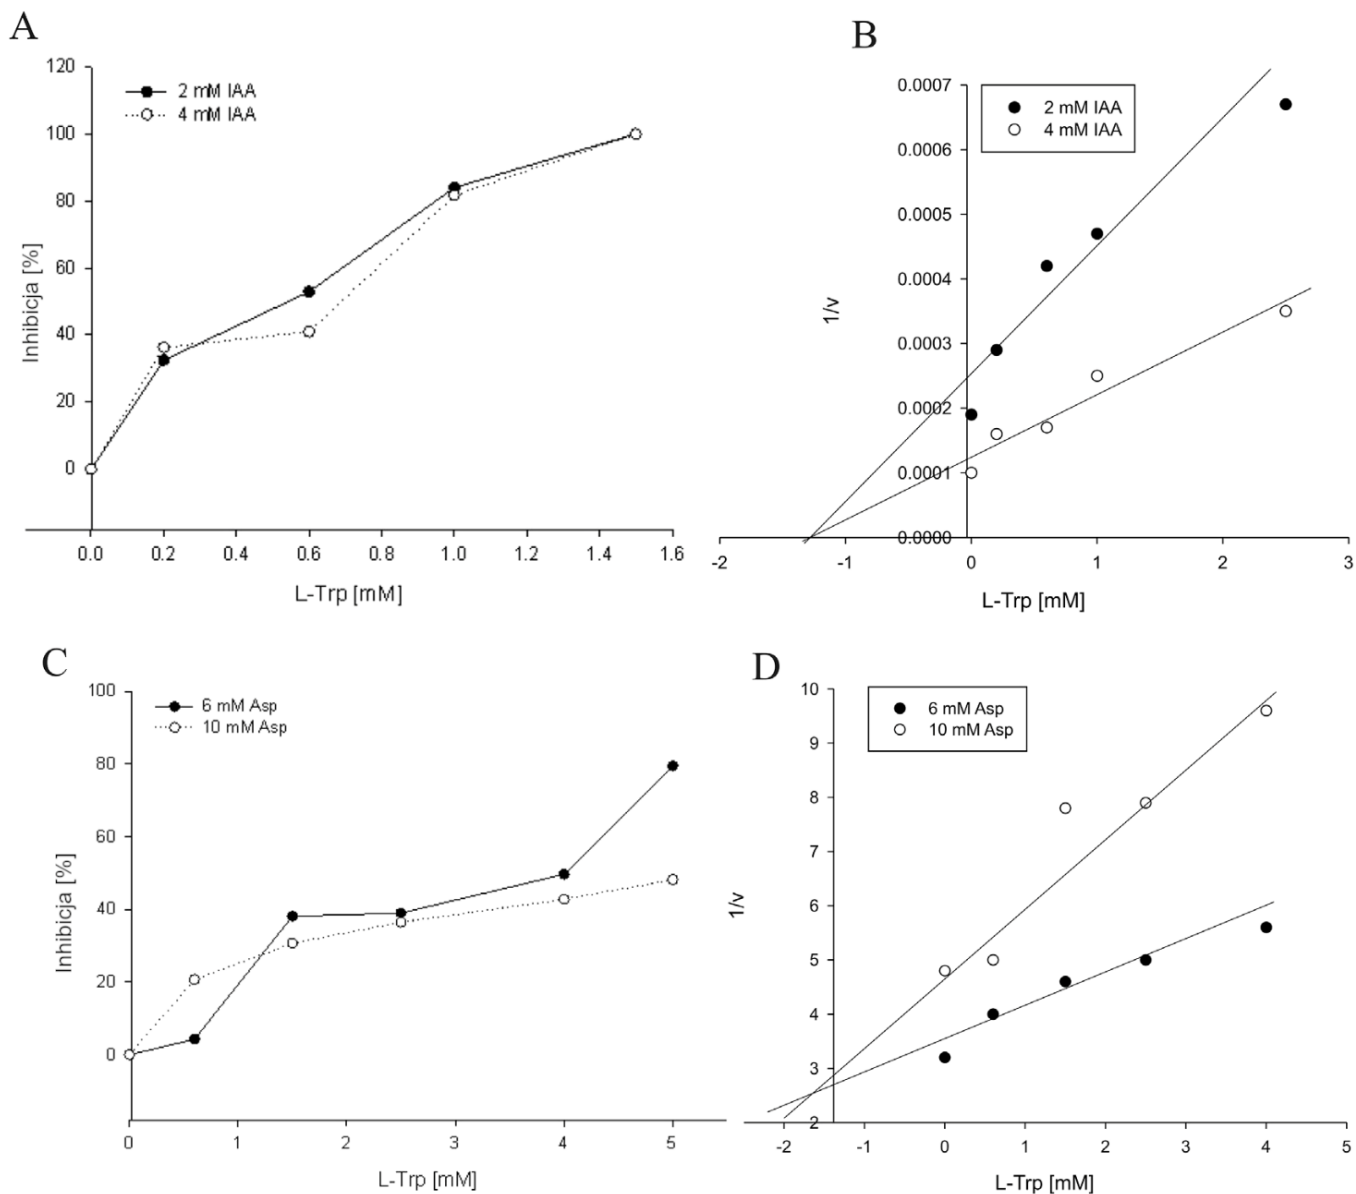 A
120
100
80
60
40
20
0
Inhibicja [%]
2 mM IAA
4 mM IAA
0.0 0.2 0.4 0.6 0.8 1.0 1.2 1.4 1.6
L-Trp [mM]
B
0.0007
0.0006
0.0005
0.0004
0.0003
0.0002
0.0001
0.0000
1/v
2 mM IAA
4 mM IAA
-2 -1 0 1 2 3
L-Trp [mM]
C
100
80
60
40
20
0
Inhibicja [%]
6 mM Asp
10 mM Asp
0 1 2 3 4 5
L-Trp [mM]
D
10
9
8
7
6
5
4
3
2
1/v
6 mM Asp
10 mM Asp
-2 -1 0 1 2 3 4 5
L-Trp [mM]